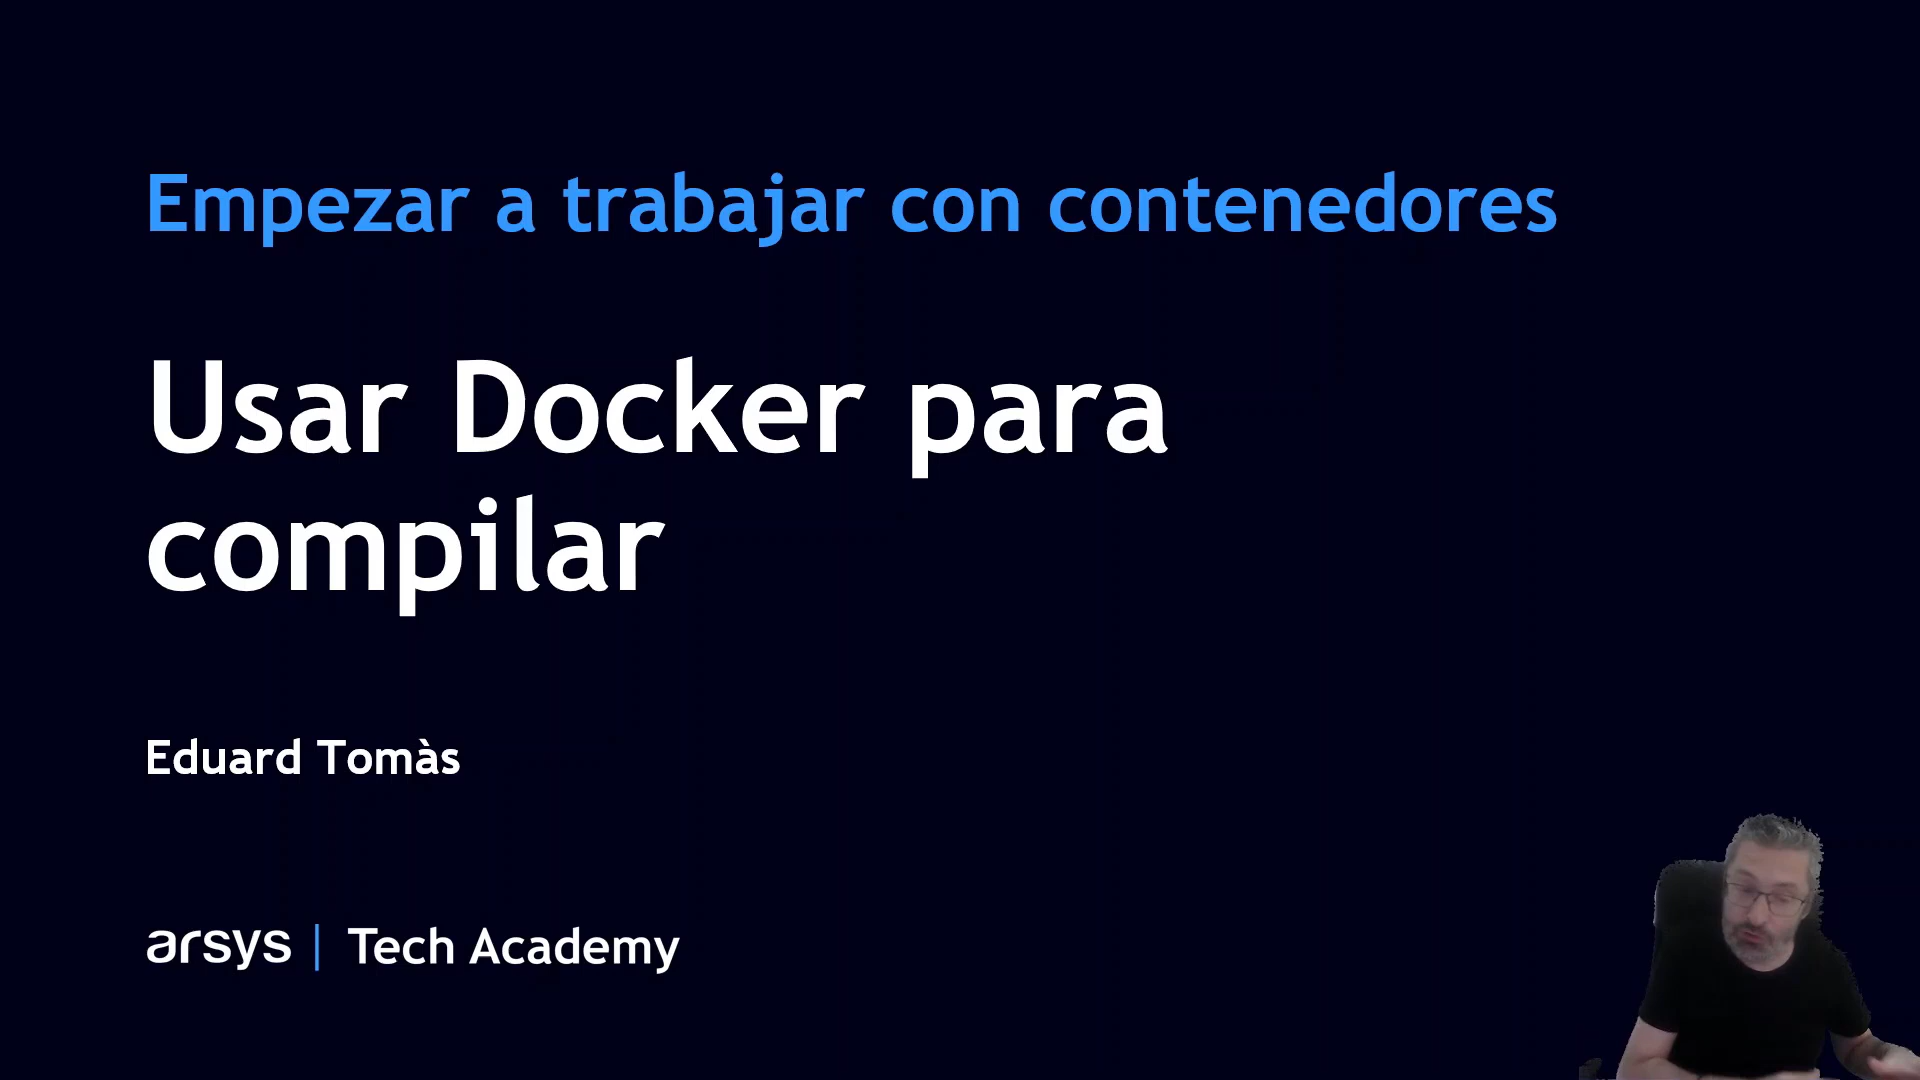 Empezar a trabajar con contenedores
Usar Docker para
compilar
Eduard Tomàs
arsys | Tech Academy